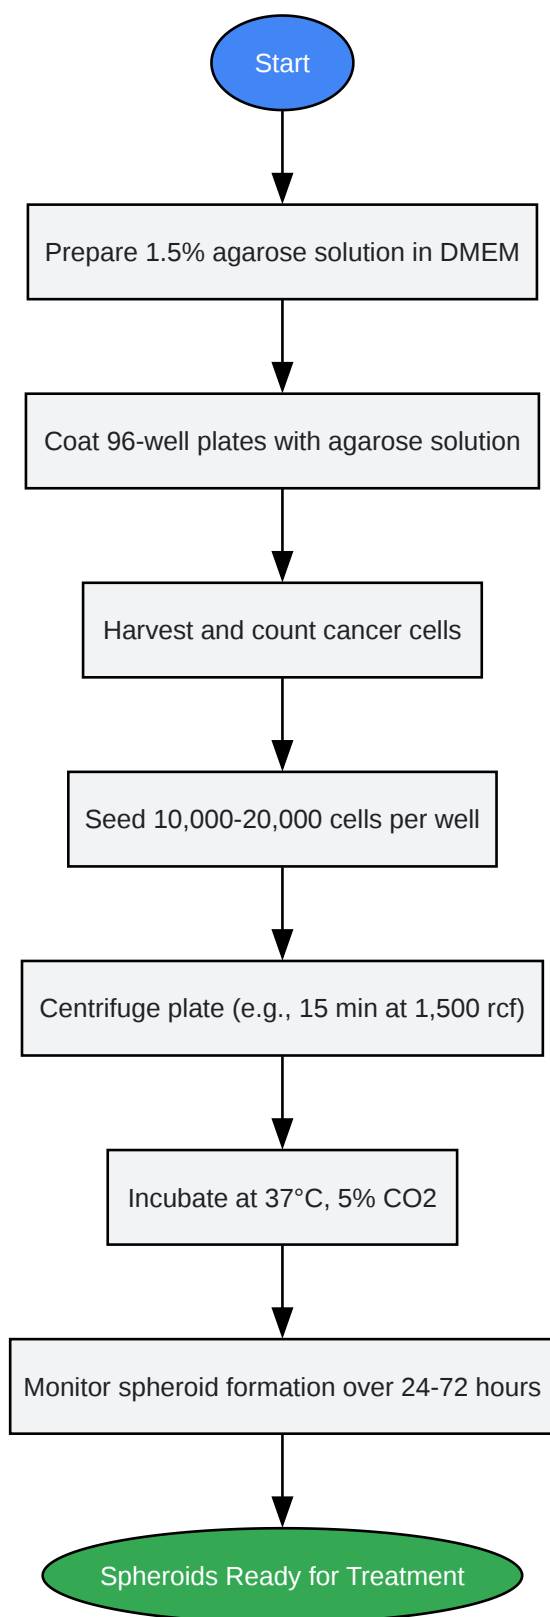 Start
Prepare 1.5% agarose solution in DMEM
Coat 96-well plates with agarose solution
Harvest and count cancer cells
Seed 10,000-20,000 cells per well
Centrifuge plate (e.g., 15 min at 1,500 rcf)
Incubate at 37°C, 5% CO2
Monitor spheroid formation over 24-72 hours
Spheroids Ready for Treatment